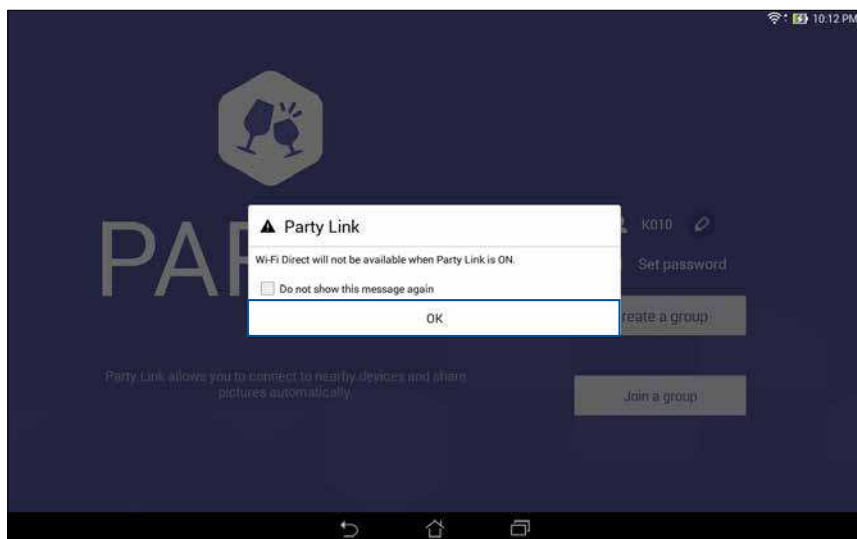 10:12 PM
PAR
Party Link
Wi-Fi Direct will not be available when Party Link is ON.
Do not show this message again
OK
K010
Set password
reate a group
Party Link allows you to connect to nearby devices and share
pictures automatically.
Join a group